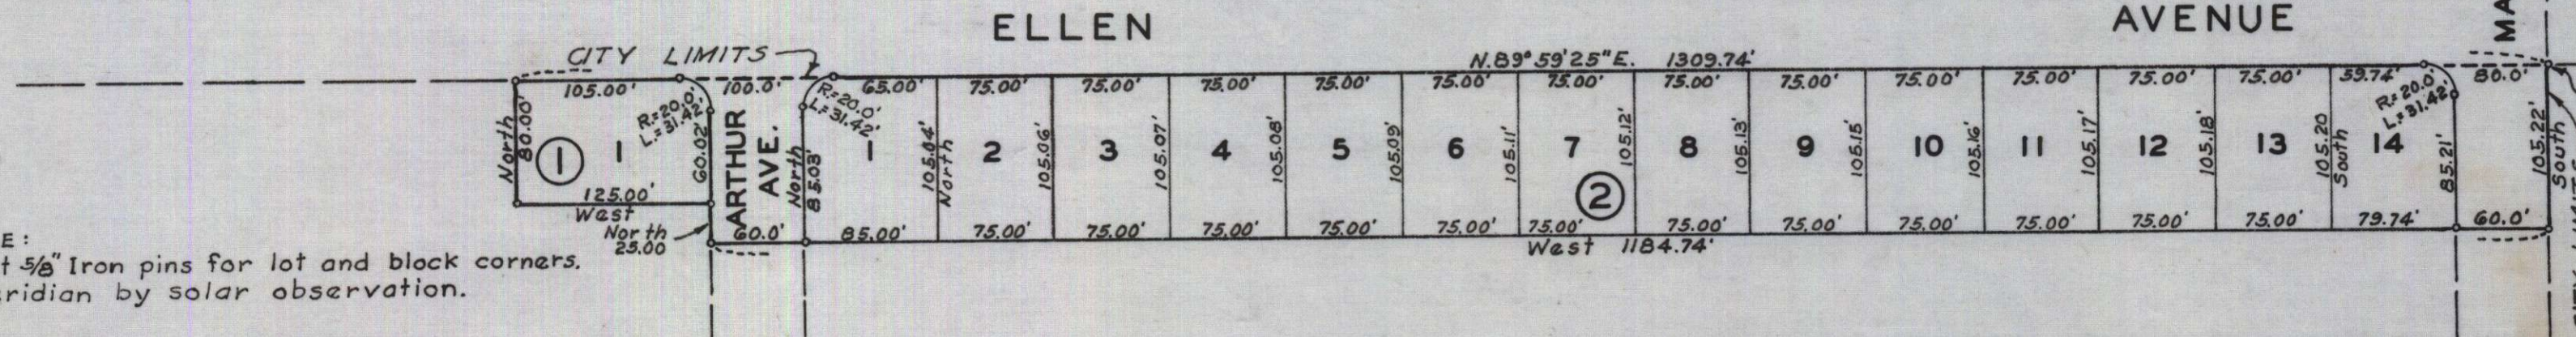 ELLEN AVENUE
MA
CITY LIMITS
N.89°59'25"E. 1309.74'
105.00' 100.0' 65.00' 75.00' 75.00' 75.00' 75.00' 75.00' 75.00' 75.00' 75.00' 75.00' 75.00' 75.00' 75.00' 59.74' 80.0'
R.=20.0'
L.=31.42'
R.=20.0'
L.=31.42'
R.=20.0'
L.=31.42'
North
80.00'
1 1
60.02'
ARTHUR
AVE.
North
85.03'
1 2 3 4 5 6 7 8 9 10 11 12 13 14
105.04'
North
105.06' 105.07' 105.08' 105.09' 105.11' 105.12' 105.13' 105.15' 105.16' 105.17' 105.18' 105.20
South
85.21' 105.22'
South
2
125.00'
West
North
25.00
60.0' 85.00' 75.00' 75.00' 75.00' 75.00' 75.00' 75.00' 75.00' 75.00' 75.00' 75.00' 75.00' 75.00' 79.74' 60.0'
West 1184.74'
E:
t 5/8" Iron pins for lot and block corners.
ridian by solar observation.